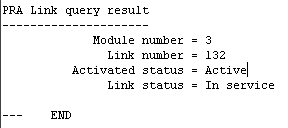 PRA Link query result
---------------------
Module number = 3
Link number = 132
Activated status = Active
Link status = In service
--- END